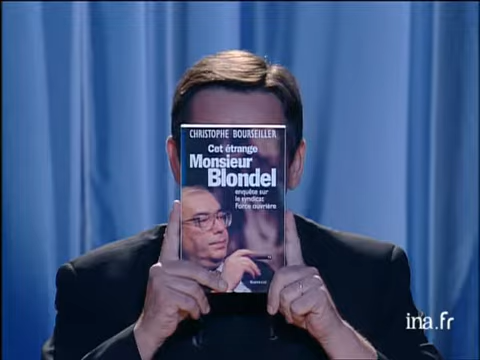 CHRISTOPHE BOURSEILLER
Cet étrange
Monsieur
Blondel
enquête sur
le syndicat
Force ouvrière
ina.fr